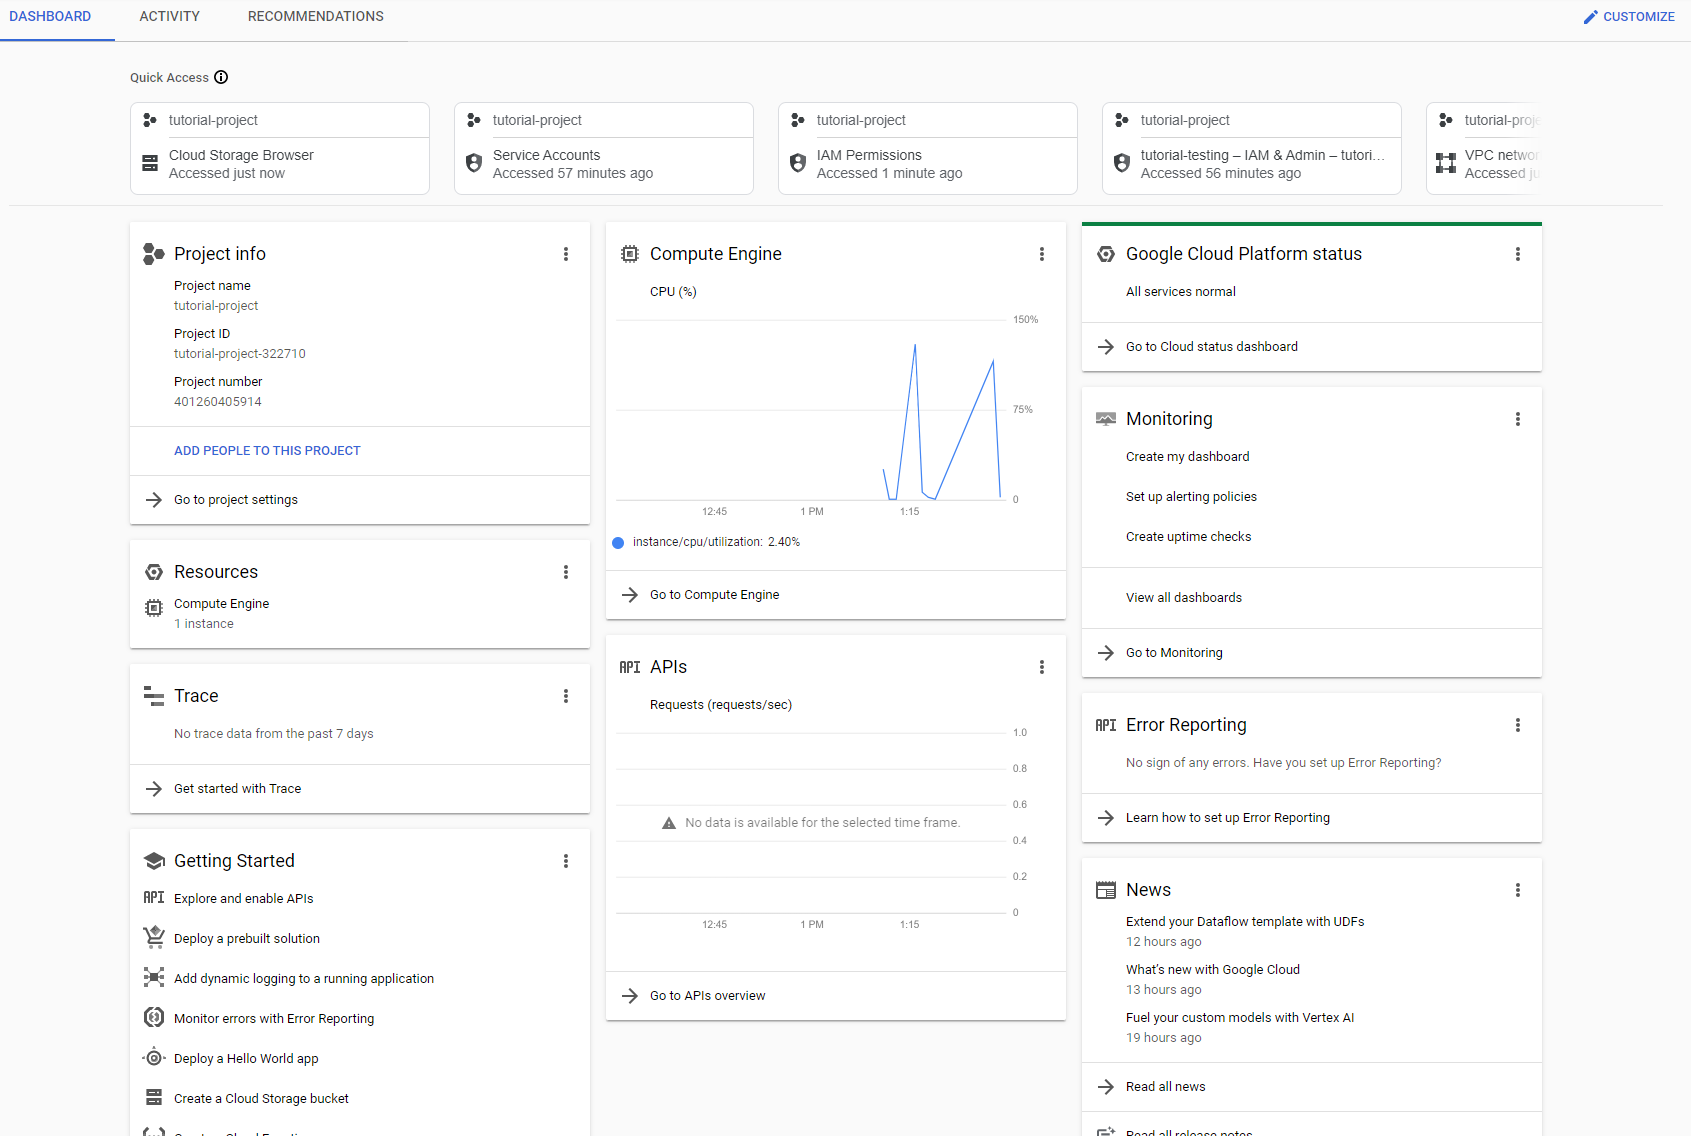 DASHBOARD
ACTIVITY
RECOMMENDATIONS
CUSTOMIZE
Quick Access
tutorial-project
Cloud Storage Browser
Accessed just now
tutorial-project
Service Accounts
Accessed 57 minutes ago
tutorial-project
IAM Permissions
Accessed 1 minute ago
tutorial-project
tutorial-testing – IAM & Admin – tutori…
Accessed 56 minutes ago
tutorial-proje
VPC networ
Accessed ju
Project info
Project name
tutorial-project
Project ID
tutorial-project-322710
Project number
401260405914
ADD PEOPLE TO THIS PROJECT
Go to project settings
Resources
Compute Engine
1 instance
Trace
No trace data from the past 7 days
Get started with Trace
Getting Started
API Explore and enable APIs
Deploy a prebuilt solution
Add dynamic logging to a running application
Monitor errors with Error Reporting
Deploy a Hello World app
Create a Cloud Storage bucket
Compute Engine
CPU (%)
150%
75%
0
12:45
1 PM
1:15
instance/cpu/utilization: 2.40%
Go to Compute Engine
API APIs
Requests (requests/sec)
1.0
0.8
0.6
No data is available for the selected time frame.
0.4
0.2
0
12:45
1 PM
1:15
Go to APIs overview
Google Cloud Platform status
All services normal
Go to Cloud status dashboard
Monitoring
Create my dashboard
Set up alerting policies
Create uptime checks
View all dashboards
Go to Monitoring
API Error Reporting
No sign of any errors. Have you set up Error Reporting?
Learn how to set up Error Reporting
News
Extend your Dataflow template with UDFs
12 hours ago
What's new with Google Cloud
13 hours ago
Fuel your custom models with Vertex AI
19 hours ago
Read all news
Read all release notes